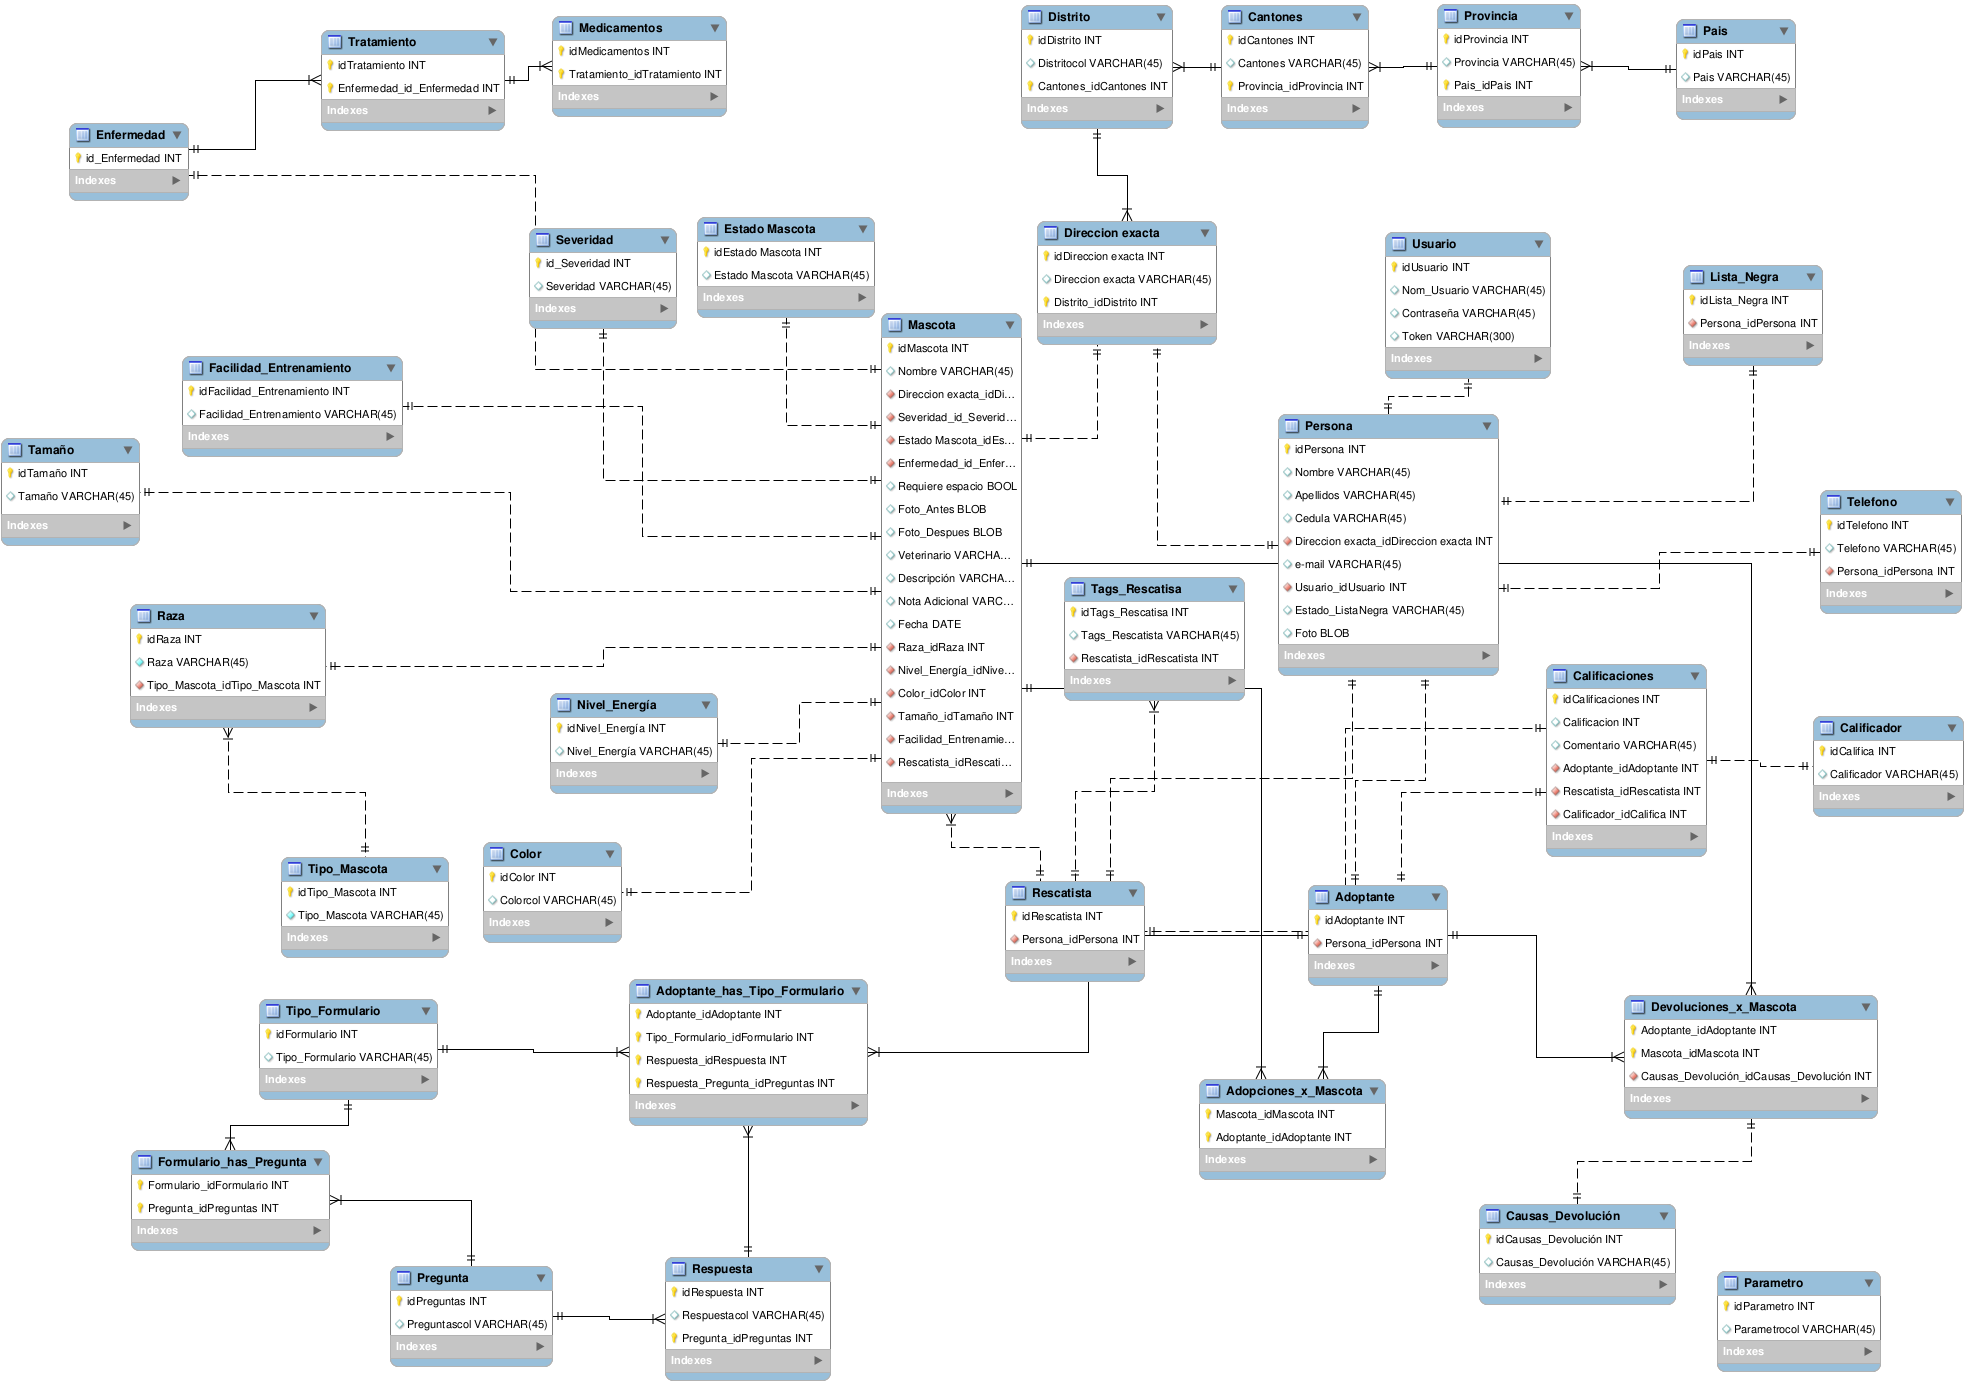 Tratamiento
idTratamiento INT
Enfermedad_id_Enfermedad INT
Indexes
Medicamentos
idMedicamentos INT
Tratamiento_idTratamiento INT
Indexes
Distrito
idDistrito INT
Distritocol VARCHAR(45)
Cantones_idCantones INT
Indexes
Cantones
idCantones INT
Cantones VARCHAR(45)
Provincia_idProvincia INT
Indexes
Provincia
idProvincia INT
Provincia VARCHAR(45)
Pais_idPais INT
Indexes
Pais
idPais INT
Pais VARCHAR(45)
Indexes
Enfermedad
id_Enfermedad INT
Indexes
Severidad
id_Severidad INT
Severidad VARCHAR(45)
Indexes
Estado Mascota
idEstado Mascota INT
Estado Mascota VARCHAR(45)
Indexes
Direccion exacta
idDireccion exacta INT
Direccion exacta VARCHAR(45)
Distrito_idDistrito INT
Indexes
Usuario
idUsuario INT
Nom_Usuario VARCHAR(45)
Contraseña VARCHAR(45)
Token VARCHAR(300)
Indexes
Lista_Negra
idLista_Negra INT
Persona_idPersona INT
Indexes
Facilidad_Entrenamiento
idFacilidad_Entrenamiento INT
Facilidad_Entrenamiento VARCHAR(45)
Indexes
Tamaño
idTamaño INT
Tamaño VARCHAR(45)
Indexes
Mascota
idMascota INT
Nombre VARCHAR(45)
Direccion exacta_idDi...
Severidad_id_Severid...
Estado Mascota_idEs...
Enfermedad_id_Enfer...
Requiere espacio BOOL
Foto_Antes BLOB
Foto_Despues BLOB
Veterinario VARCHA...
Descripción VARCHA...
Nota Adicional VARC...
Fecha DATE
Raza_idRaza INT
Nivel_Energía_idNive...
Color_idColor INT
Tamaño_idTamaño INT
Facilidad_Entrenamie...
Rescatista_idRescati...
Indexes
Persona
idPersona INT
Nombre VARCHAR(45)
Apellidos VARCHAR(45)
Cedula VARCHAR(45)
Direccion exacta_idDireccion exacta INT
e-mail VARCHAR(45)
Usuario_idUsuario INT
Estado_ListaNegra VARCHAR(45)
Foto BLOB
Indexes
Telefono
idTelefono INT
Telefono VARCHAR(45)
Persona_idPersona INT
Indexes
Tags_Rescatisa
idTags_Rescatisa INT
Tags_Rescatista VARCHAR(45)
Rescatista_idRescatista INT
Indexes
Raza
idRaza INT
Raza VARCHAR(45)
Tipo_Mascota_idTipo_Mascota INT
Indexes
Nivel_Energía
idNivel_Energía INT
Nivel_Energía VARCHAR(45)
Indexes
Calificaciones
idCalificaciones INT
Calificacion INT
Comentario VARCHAR(45)
Adoptante_idAdoptante INT
Rescatista_idRescatista INT
Calificador_idCalifica INT
Indexes
Calificador
idCalifica INT
Calificador VARCHAR(45)
Indexes
Tipo_Mascota
idTipo_Mascota INT
Tipo_Mascota VARCHAR(45)
Indexes
Color
idColor INT
Colorcol VARCHAR(45)
Indexes
Rescatista
idRescatista INT
Persona_idPersona INT
Indexes
Adoptante
idAdoptante INT
Persona_idPersona INT
Indexes
Tipo_Formulario
idFormulario INT
Tipo_Formulario VARCHAR(45)
Indexes
Adoptante_has_Tipo_Formulario
Adoptante_idAdoptante INT
Tipo_Formulario_idFormulario INT
Respuesta_idRespuesta INT
Respuesta_Pregunta_idPreguntas INT
Indexes
Adopciones_x_Mascota
Mascota_idMascota INT
Adoptante_idAdoptante INT
Indexes
Devoluciones_x_Mascota
Adoptante_idAdoptante INT
Mascota_idMascota INT
Causas_Devolución_idCausas_Devolución INT
Indexes
Formulario_has_Pregunta
Formulario_idFormulario INT
Pregunta_idPreguntas INT
Indexes
Pregunta
idPreguntas INT
Preguntascol VARCHAR(45)
Indexes
Respuesta
idRespuesta INT
Respuestacol VARCHAR(45)
Pregunta_idPreguntas INT
Indexes
Causas_Devolución
idCausas_Devolución INT
Causas_Devolución VARCHAR(45)
Indexes
Parametro
idParametro INT
Parametrocol VARCHAR(45)
Indexes